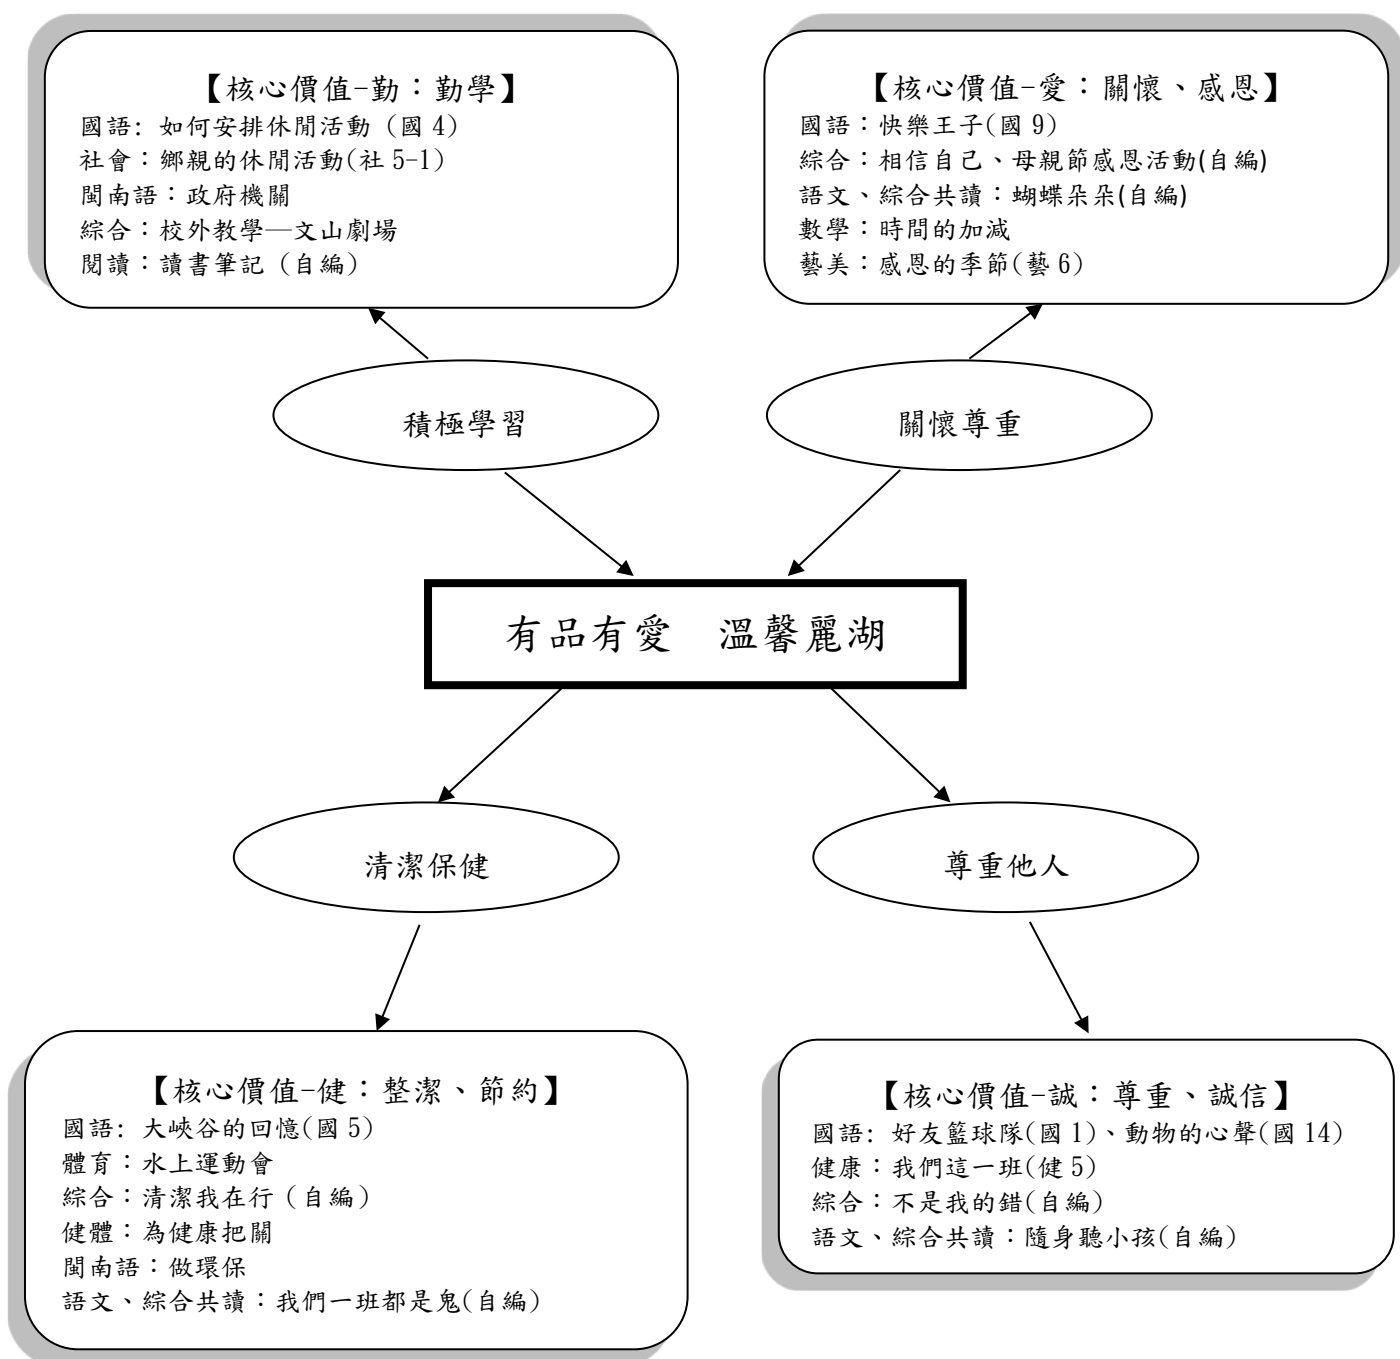 【核心價值-勤：勤學】
國語: 如何安排休閒活動（國 4）
社會：鄉親的休閒活動(社 5-1)
閩南語：政府機關
綜合：校外教學—文山劇場
閱讀：讀書筆記（自編）
【核心價值-愛：關懷、感恩】
國語：快樂王子(國 9)
綜合：相信自己、母親節感恩活動(自編)
語文、綜合共讀：蝴蝶朵朵(自編)
數學：時間的加減
藝美：感恩的季節(藝 6)
積極學習
關懷尊重
有品有愛　溫馨麗湖
清潔保健
尊重他人
【核心價值-健：整潔、節約】
國語: 大峽谷的回憶(國 5)
體育：水上運動會
綜合：清潔我在行（自編）
健體：為健康把關
閩南語：做環保
語文、綜合共讀：我們一班都是鬼(自編)
【核心價值-誠：尊重、誠信】
國語: 好友籃球隊(國 1)、動物的心聲(國 14)
健康：我們這一班(健 5)
綜合：不是我的錯(自編)
語文、綜合共讀：隨身聽小孩(自編)